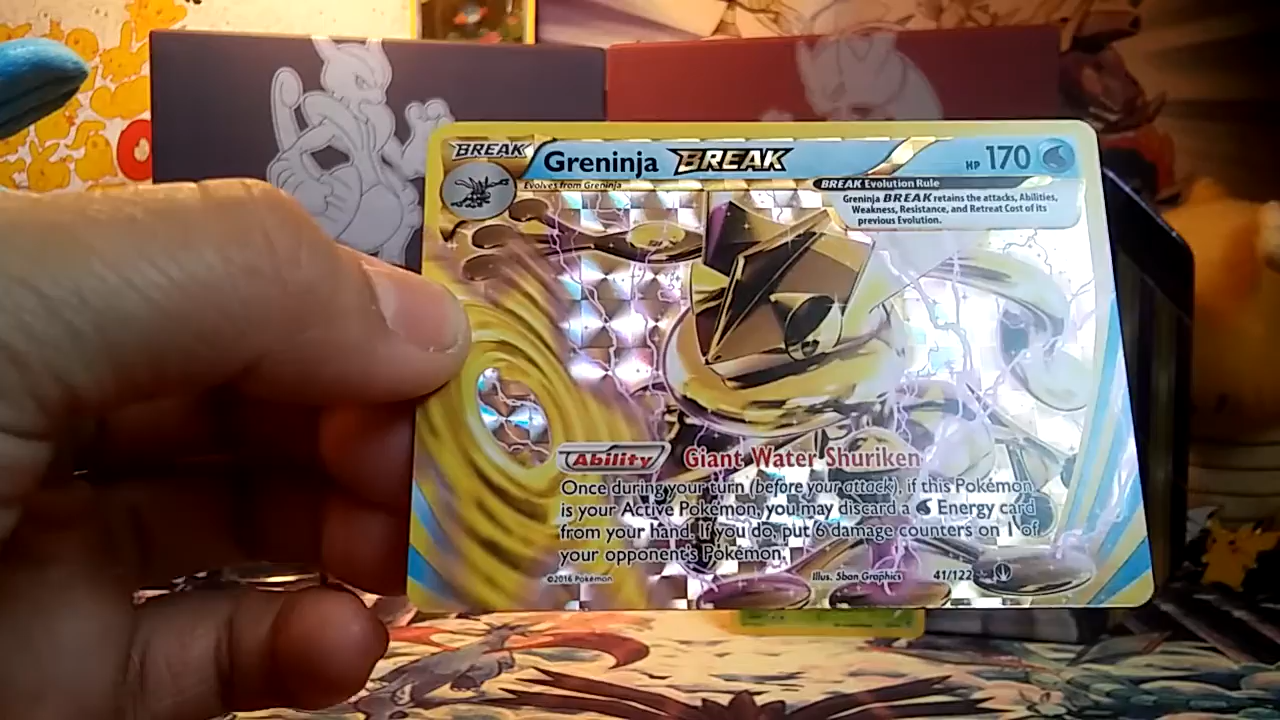 BREAK
Greninja BREAK
HP 170
Evolves from Greninja
BREAK Evolution Rule
Greninja BREAK retains the attacks, Abilities,
Weakness, Resistance, and Retreat Cost of its
previous Evolution.
Ability Giant Water Shuriken
Once during your turn (before your attack), if this Pokémon
is your Active Pokémon, you may discard a Energy card
from your hand. If you do, put 6 damage counters on 1 of
your opponent's Pokémon.
©2016 Pokémon Illus. 5ban Graphics 41/122